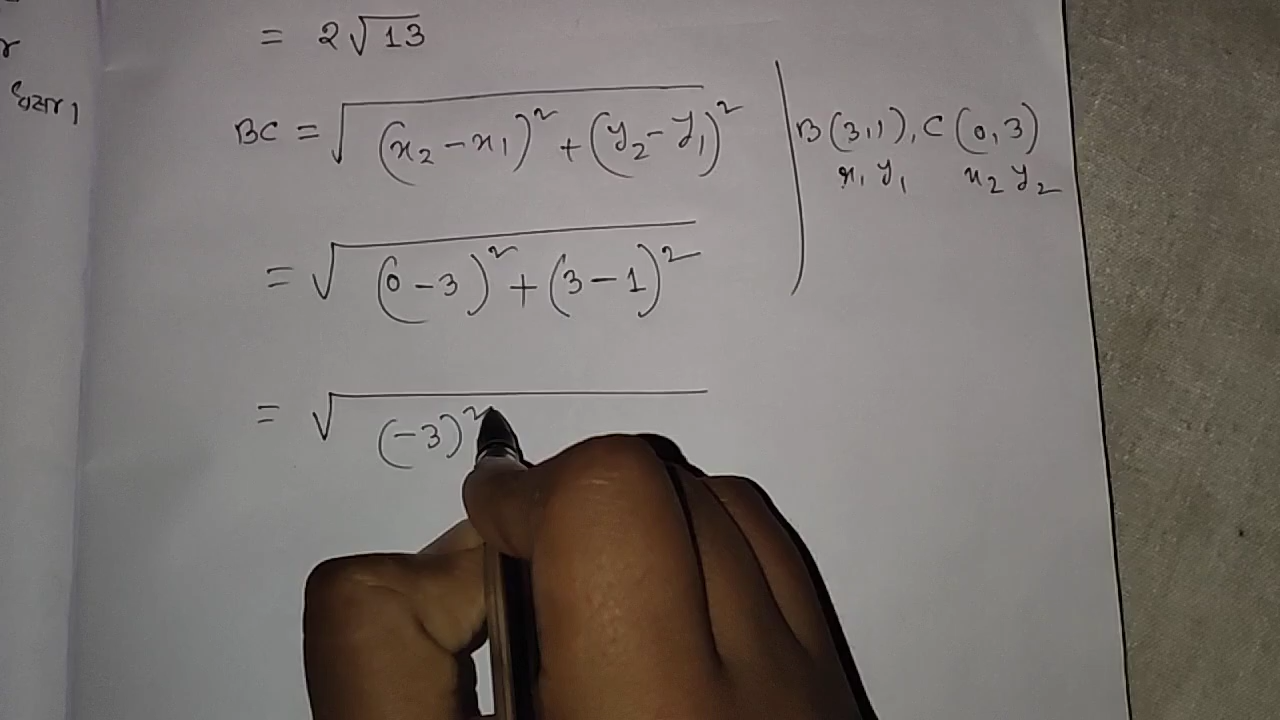 = 2√13
BC = √(x₂ − x₁)² + (y₂ − y₁)²
B(3,1), C(0,3)
x₁ y₁ x₂ y₂
= √(0 − 3)² + (3 − 1)²
= √(−3)²